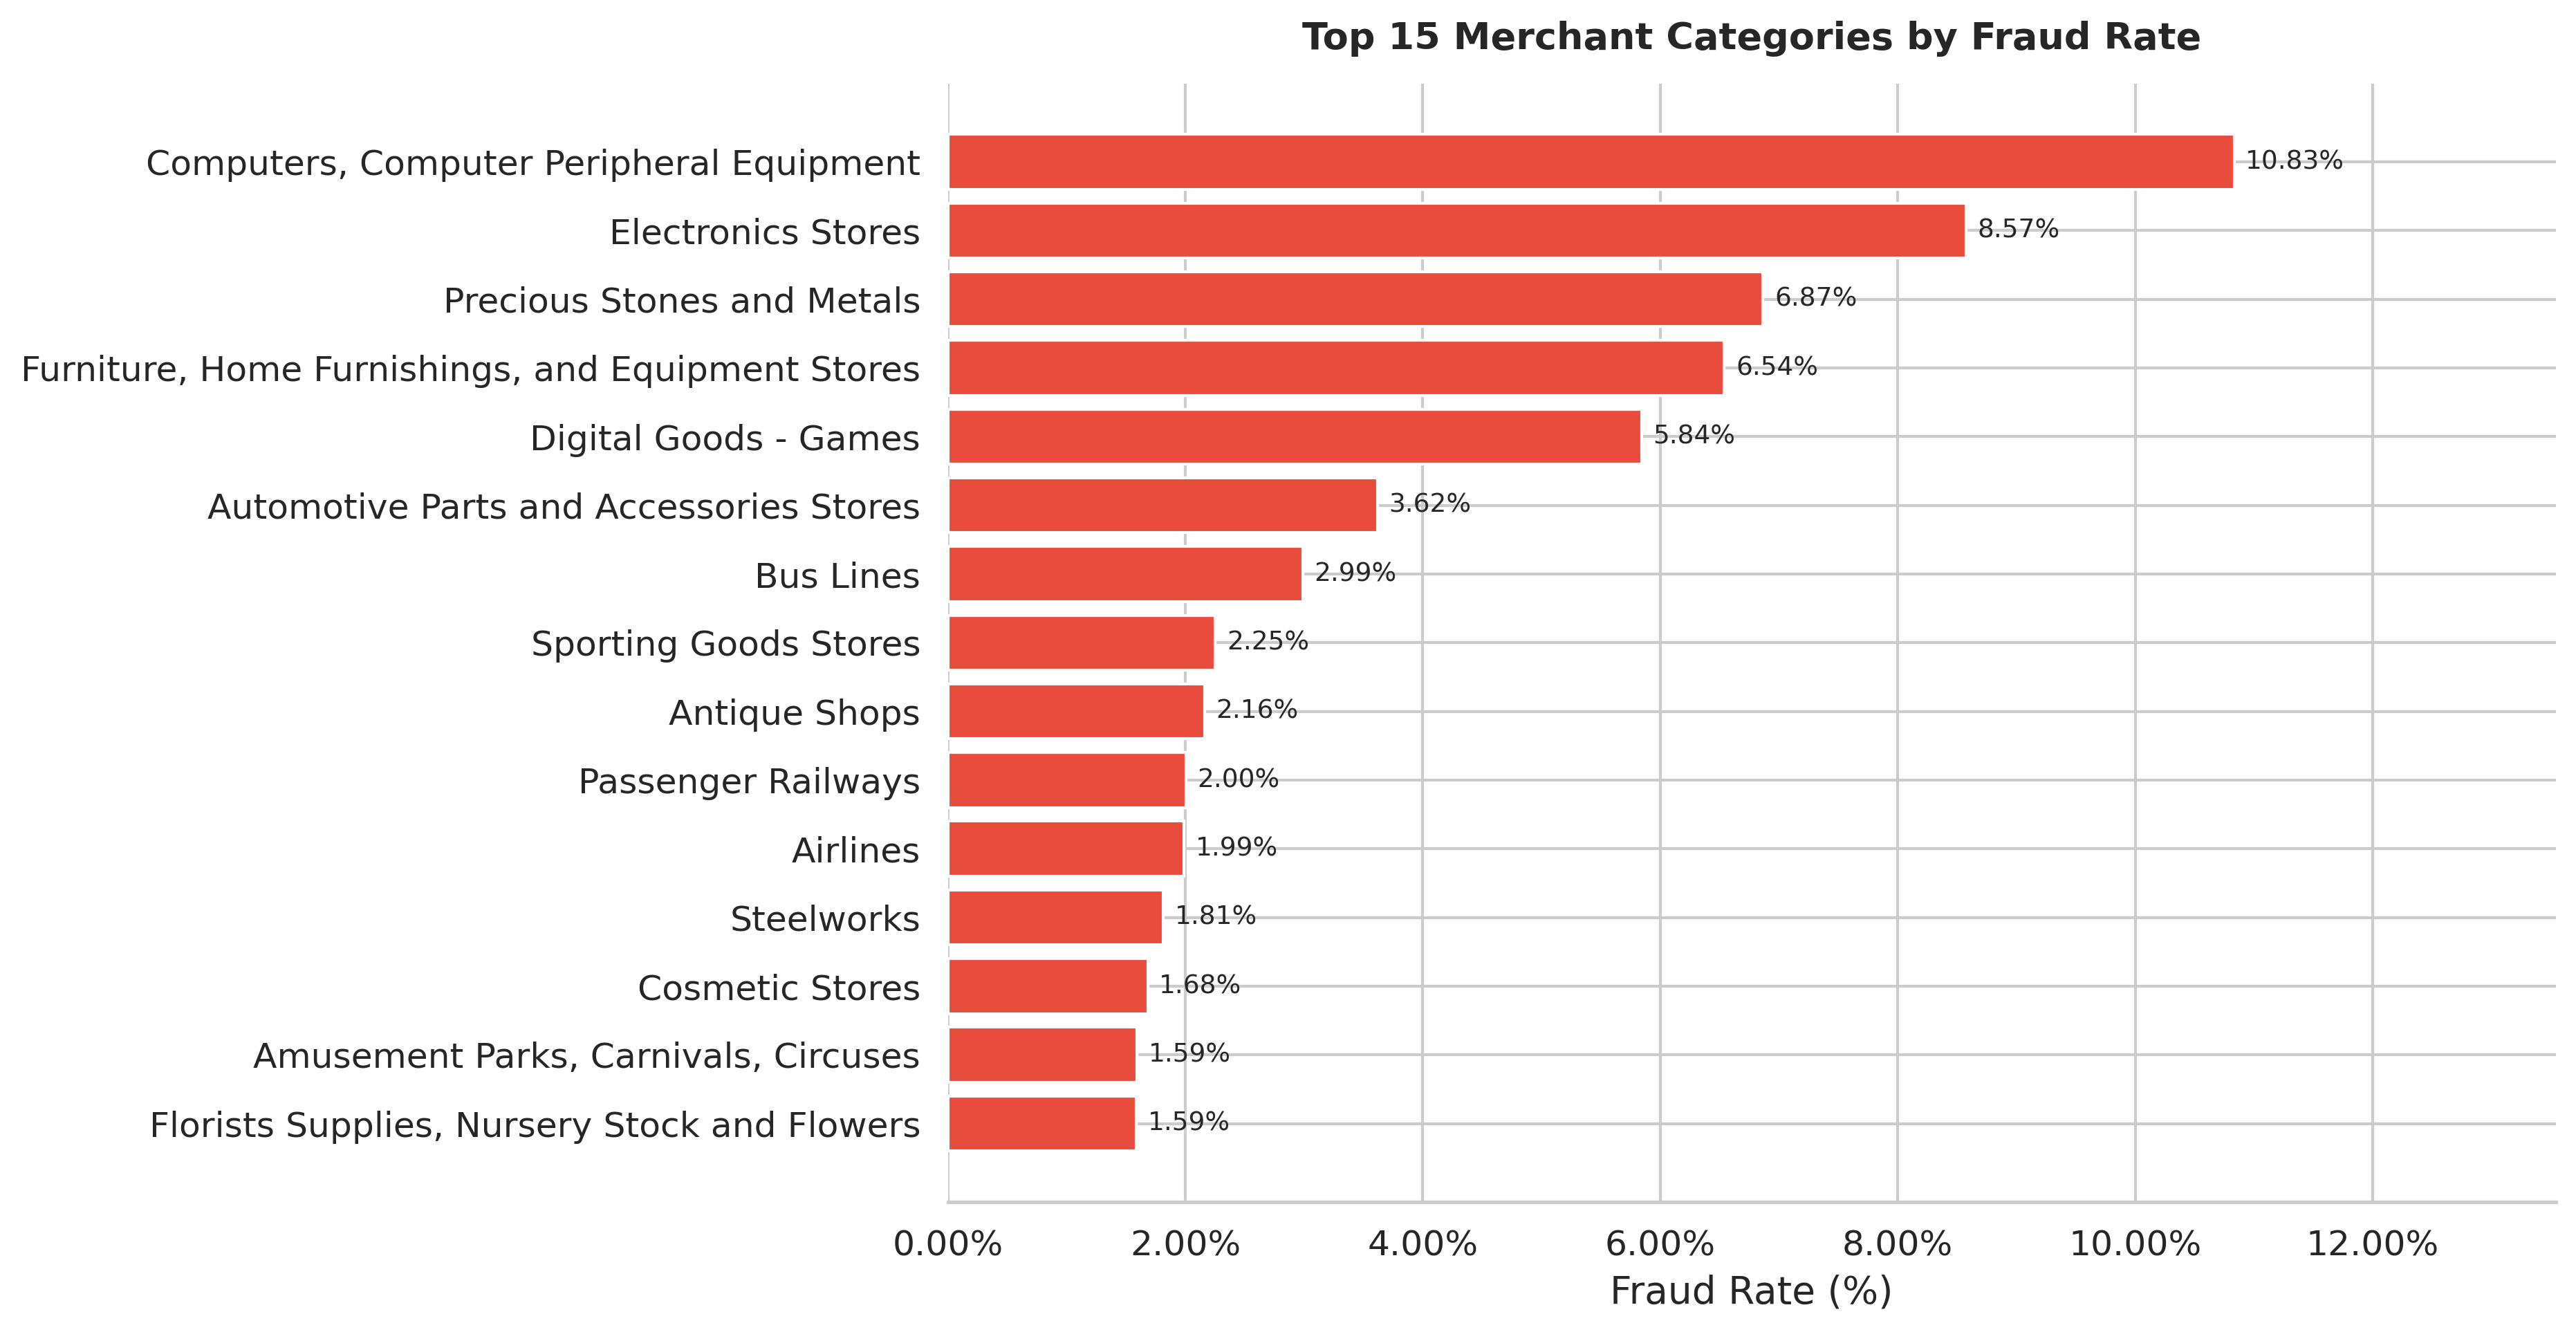 Top 15 Merchant Categories by Fraud Rate
Computers, Computer Peripheral Equipment 10.83%
Electronics Stores 8.57%
Precious Stones and Metals 6.87%
Furniture, Home Furnishings, and Equipment Stores 6.54%
Digital Goods - Games 5.84%
Automotive Parts and Accessories Stores 3.62%
Bus Lines 2.99%
Sporting Goods Stores 2.25%
Antique Shops 2.16%
Passenger Railways 2.00%
Airlines 1.99%
Steelworks 1.81%
Cosmetic Stores 1.68%
Amusement Parks, Carnivals, Circuses 1.59%
Florists Supplies, Nursery Stock and Flowers 1.59%
0.00% 2.00% 4.00% 6.00% 8.00% 10.00% 12.00%
Fraud Rate (%)